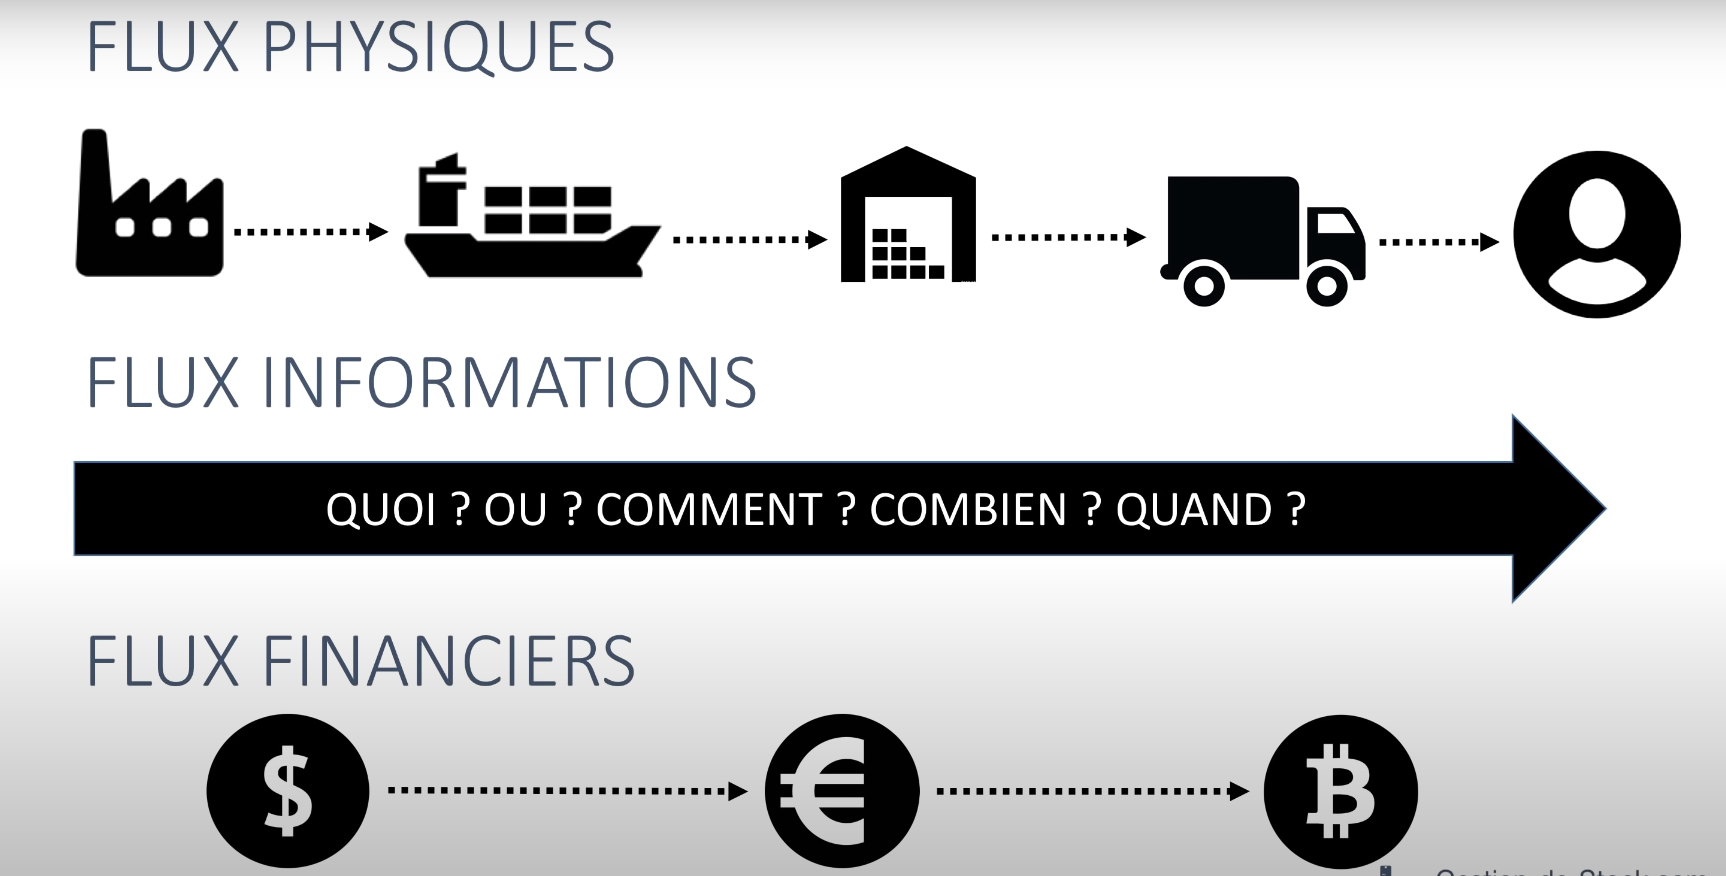 FLUX PHYSIQUES
FLUX INFORMATIONS
QUOI ? OU ? COMMENT ? COMBIEN ? QUAND ?
FLUX FINANCIERS
$
€
₿